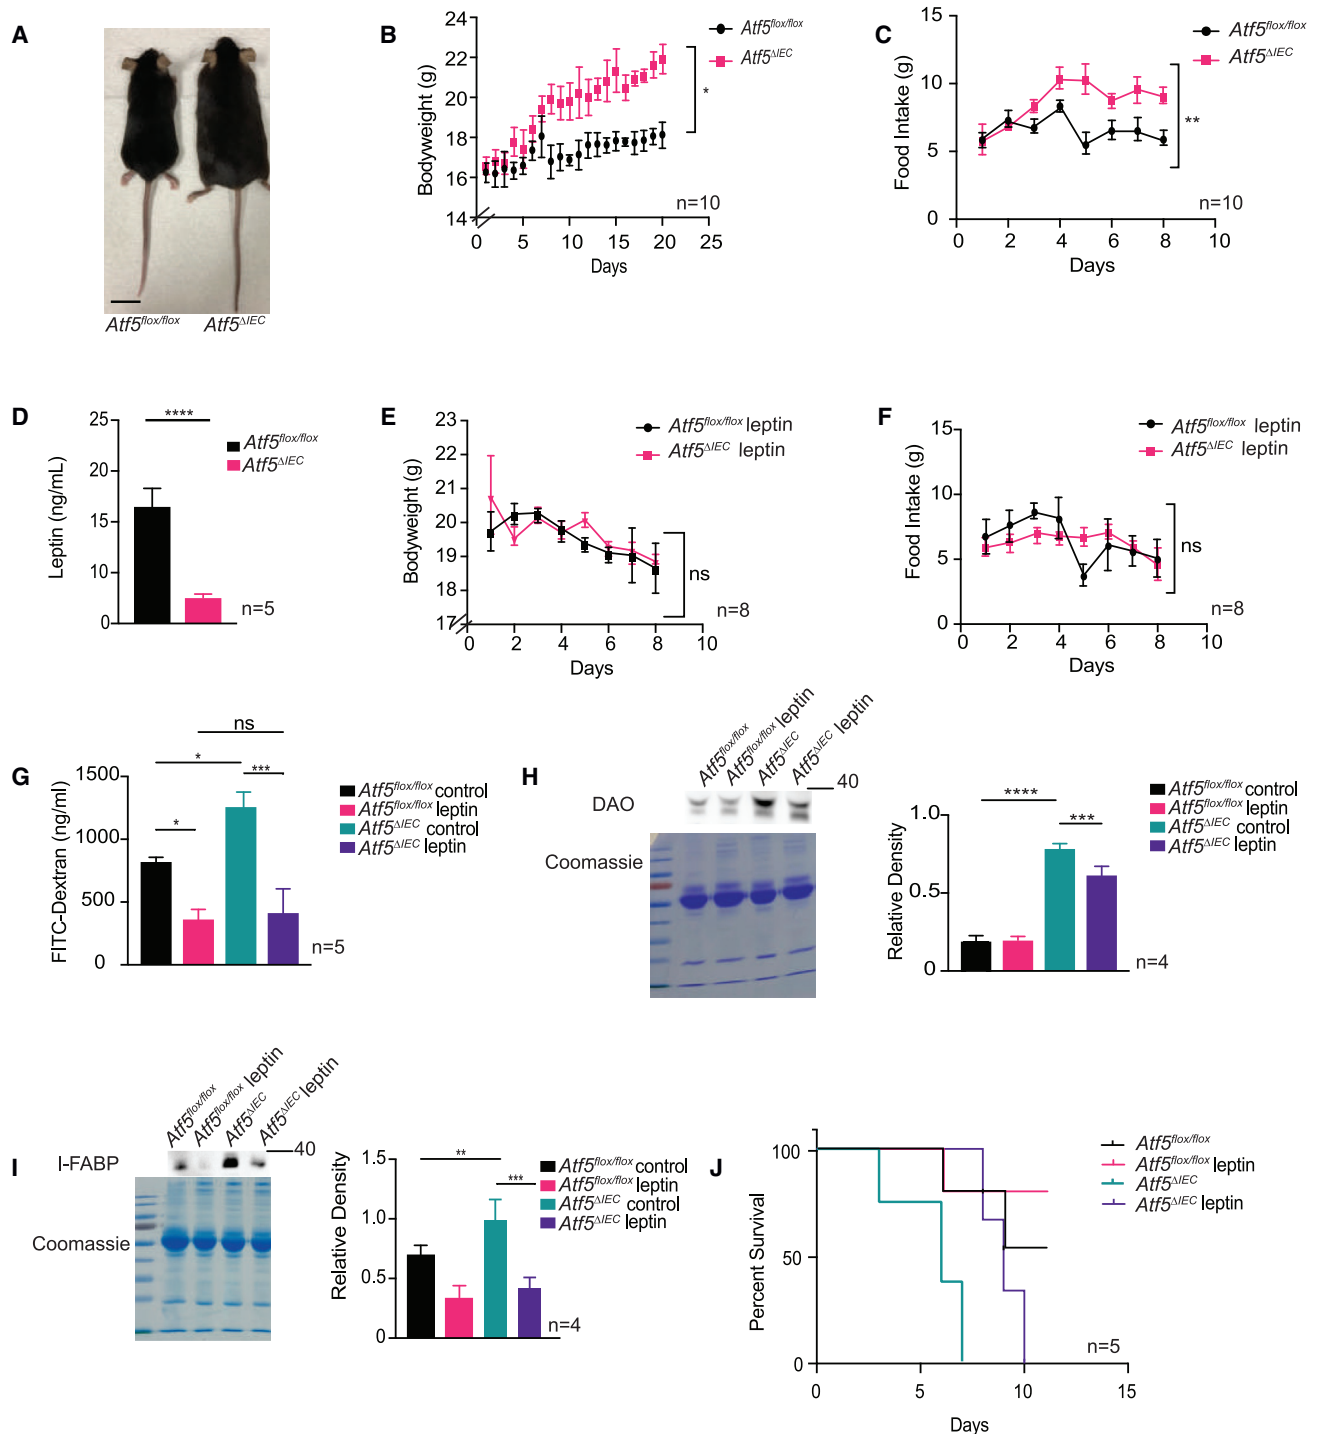 A
Atf5flox/flox
Atf5ΔIEC
B
Bodyweight (g)
24
22
20
18
16
14
0
5
10
15
20
25
Days
Atf5flox/flox
Atf5ΔIEC
*
n=10
C
Food Intake (g)
15
10
5
0
0
2
4
6
8
10
Days
Atf5flox/flox
Atf5ΔIEC
**
n=10
D
Leptin (ng/mL)
25
20
15
10
5
0
****
Atf5flox/flox
Atf5ΔIEC
n=5
E
Bodyweight (g)
23
22
21
20
19
18
17
0
2
4
6
8
10
Days
Atf5flox/flox leptin
Atf5ΔIEC leptin
ns
n=8
F
Food Intake (g)
15
10
5
0
0
2
4
6
8
10
Days
Atf5flox/flox leptin
Atf5ΔIEC leptin
ns
n=8
G
FITC-Dextran (ng/ml)
1500
1000
500
0
ns
*
***
*
Atf5flox/flox control
Atf5flox/flox leptin
Atf5ΔIEC control
Atf5ΔIEC leptin
n=5
H
Atf5flox/flox
Atf5flox/flox leptin
Atf5ΔIEC
Atf5ΔIEC leptin
40
DAO
Coomassie
Relative Density
1.0
0.5
0
****
***
Atf5flox/flox control
Atf5flox/flox leptin
Atf5ΔIEC control
Atf5ΔIEC leptin
n=4
I
Atf5flox/flox
Atf5flox/flox leptin
Atf5ΔIEC
Atf5ΔIEC leptin
40
I-FABP
Coomassie
Relative Density
1.5
1.0
0.5
0
**
***
Atf5flox/flox control
Atf5flox/flox leptin
Atf5ΔIEC control
Atf5ΔIEC leptin
n=4
J
Percent Survival
100
50
0
0
5
10
15
Days
Atf5flox/flox
Atf5flox/flox leptin
Atf5ΔIEC
Atf5ΔIEC leptin
n=5